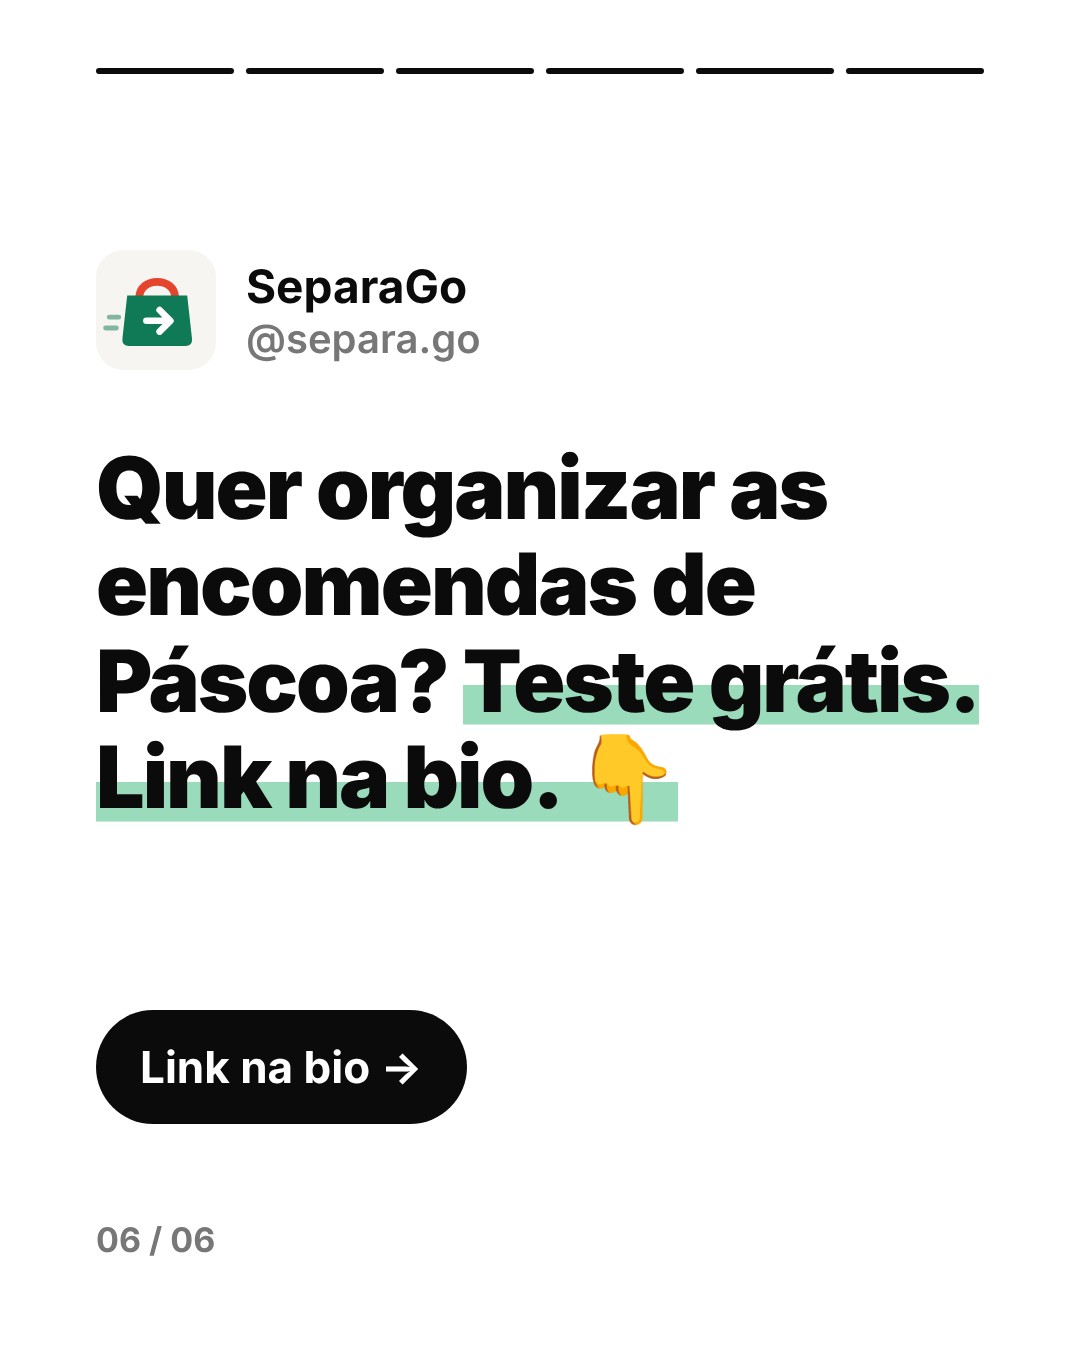 SeparaGo
@separa.go
Quer organizar as
encomendas de
Páscoa? Teste grátis.
Link na bio. 👇
Link na bio →
06 / 06